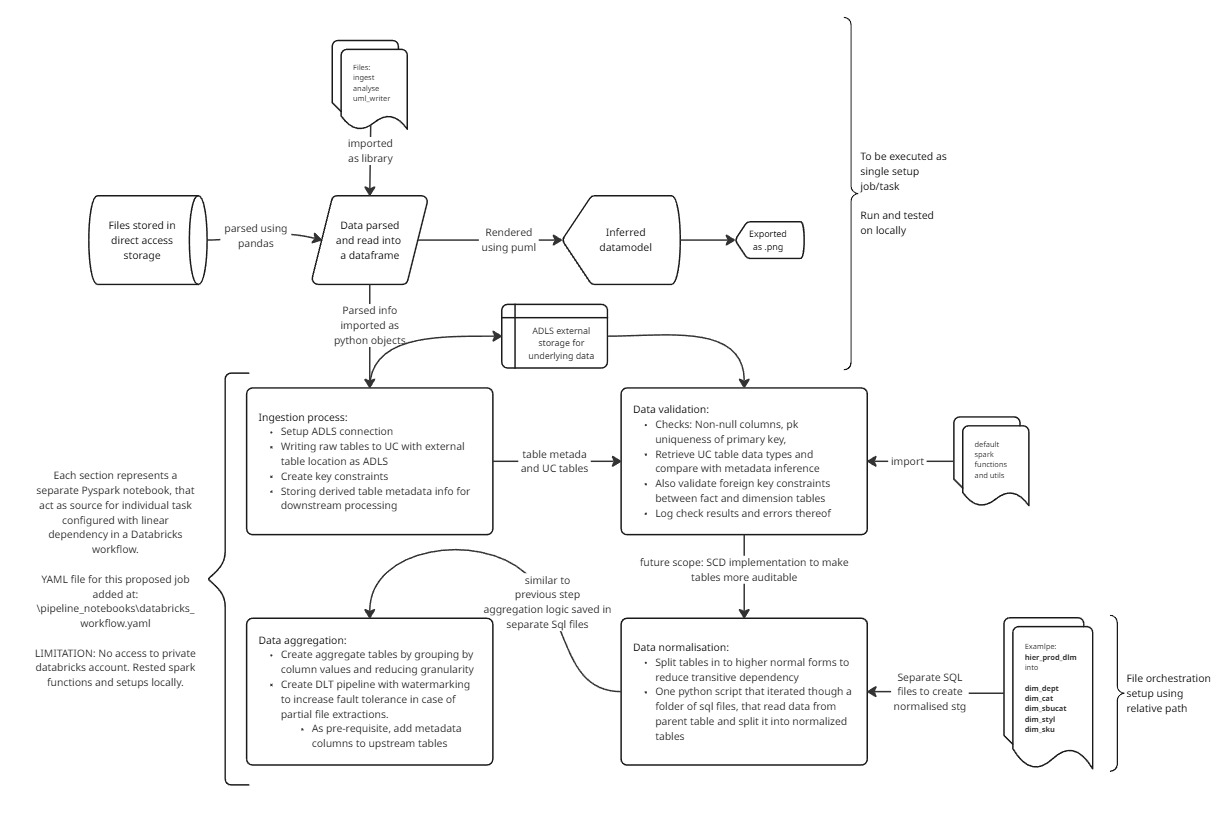 Files:
ingest
analyse
uml_writer
imported
as library
To be executed as
single setup
job/task
Run and tested
on locally
Files stored in
direct access
storage
parsed using
pandas
Data parsed
and read into
a dataframe
Rendered
using puml
Inferred
datamodel
Exported
as .png
Parsed info
imported as
python objects
ADLS external
storage for
underlying data
Ingestion process:
• Setup ADLS connection
• Writing raw tables to UC with external
table location as ADLS
• Create key constraints
• Storing derived table metadata info for
downstream processing
table metada
and UC tables
Data validation:
• Checks: Non-null columns, pk
uniqueness of primary key,
• Retrieve UC table data types and
compare with metadata inference
• Also validate foreign key constraints
between fact and dimension tables
• Log check results and errors thereof
import
default
spark
functions
and utils
Each section represents a
separate Pyspark notebook, that
act as source for individual task
configured with linear
dependency in a Databricks
workflow.
YAML file for this proposed job
added at:
\pipeline_notebooks\databricks_
workflow.yaml
LIMITATION: No access to private
databricks account. Rested spark
functions and setups locally.
future scope: SCD implementation to make
tables more auditable
similar to
previous step
aggregation logic saved in
separate Sql files
Data aggregation:
• Create aggregate tables by grouping by
column values and reducing granularity
• Create DLT pipeline with watermarking
to increase fault tolerance in case of
partial file extractions.
• As pre-requisite, add metadata
columns to upstream tables
Data normalisation:
• Split tables in to higher normal forms to
reduce transitive dependency
• One python script that iterated though a
folder of sql files, that read data from
parent table and split it into normalized
tables
Separate SQL
files to create
normalised stg
Examlpe:
hier_prod_dlm
into
dim_dept
dim_cat
dim_sbucat
dim_styl
dim_sku
File orchestration
setup using
relative path